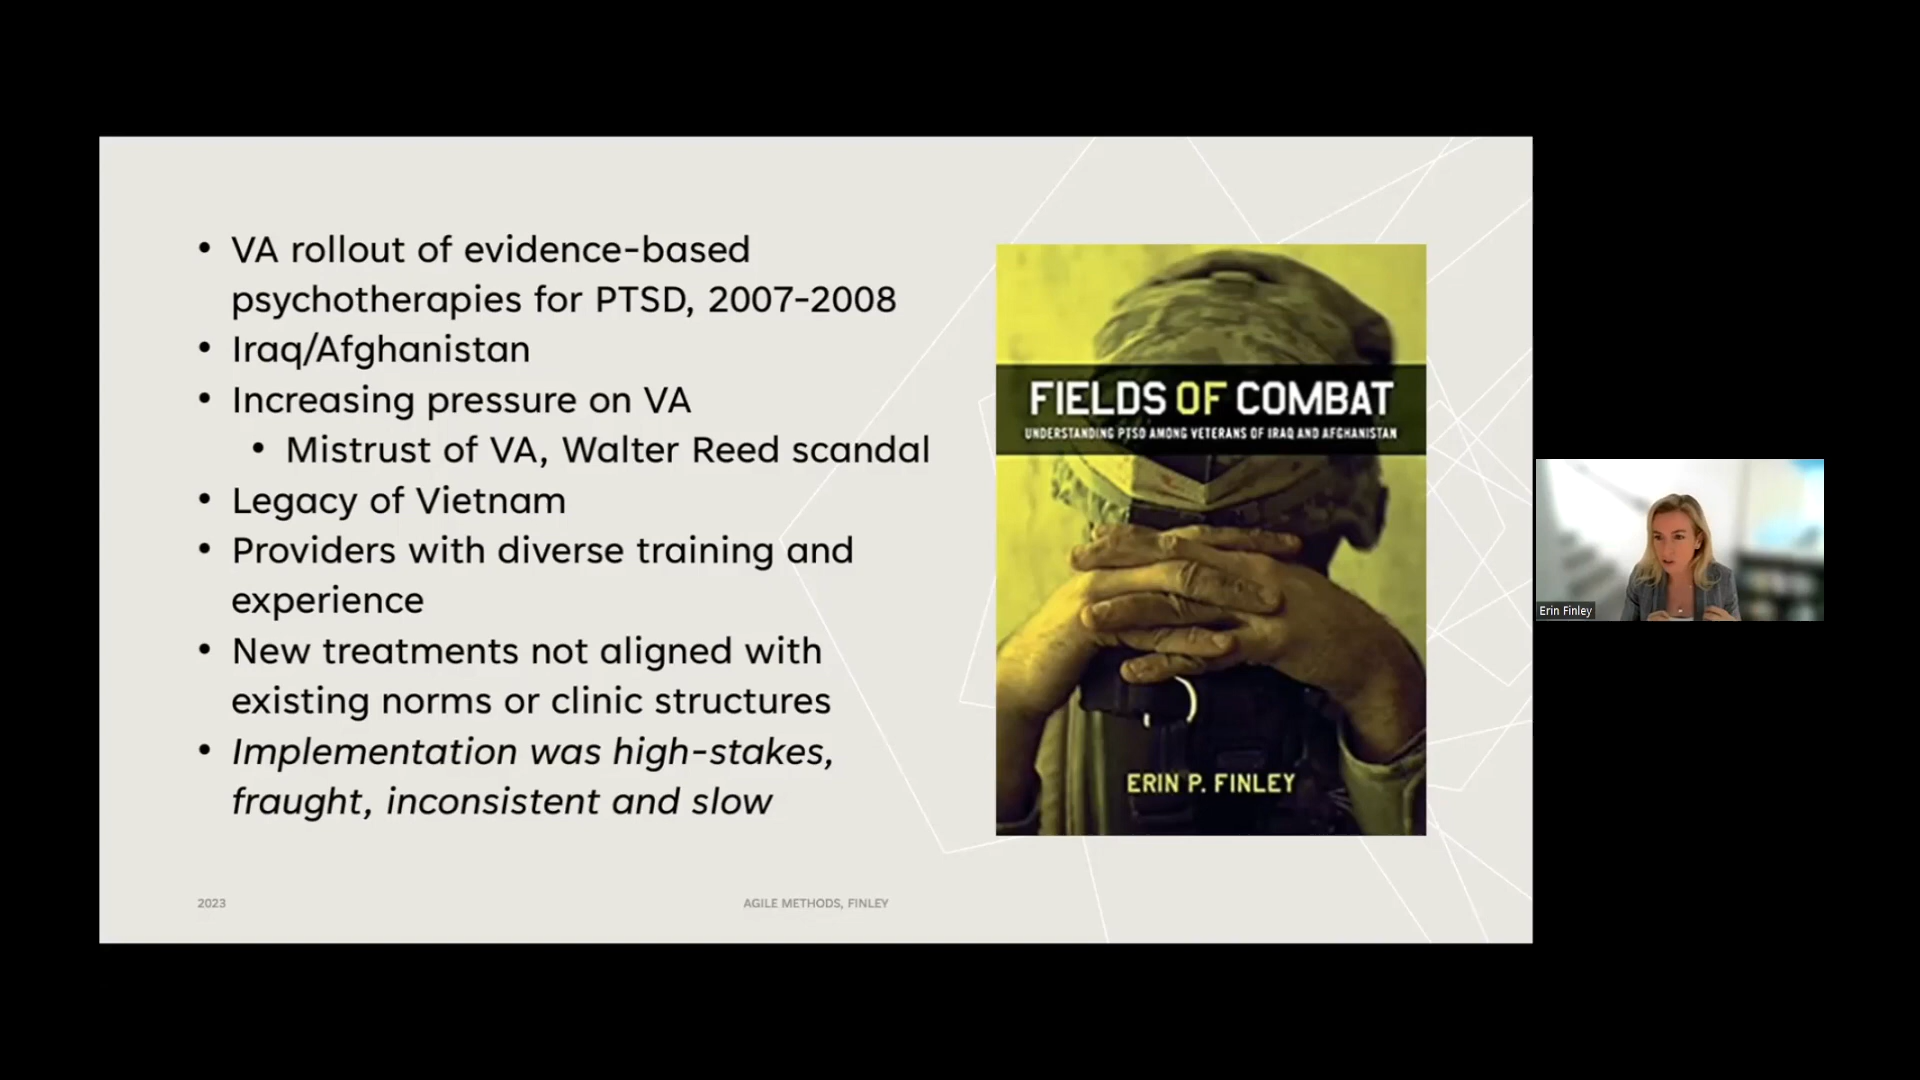 • VA rollout of evidence-based
psychotherapies for PTSD, 2007-2008
• Iraq/Afghanistan
• Increasing pressure on VA
• Mistrust of VA, Walter Reed scandal
• Legacy of Vietnam
• Providers with diverse training and
experience
• New treatments not aligned with
existing norms or clinic structures
• Implementation was high-stakes,
fraught, inconsistent and slow
FIELDS OF COMBAT
UNDERSTANDING PTSD AMONG VETERANS OF IRAQ AND AFGHANISTAN
ERIN P. FINLEY
2023
AGILE METHODS, FINLEY
Erin Finley